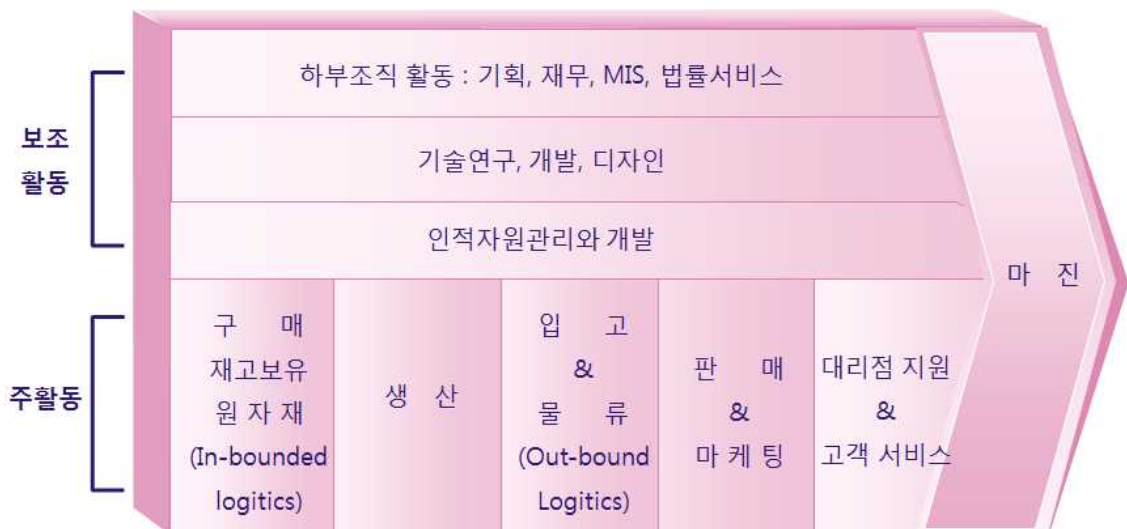 보조
활동
하부조직 활동 : 기획, 재무, MIS, 법률서비스
기술연구, 개발, 디자인
인적자원관리와 개발
주활동
구 매
재고보유
원 자 재
(In-bounded
logitics)
생 산
입 고
&
물 류
(Out-bound
Logitics)
판 매
&
마 케 팅
대리점 지원
&
고객 서비스
마 진